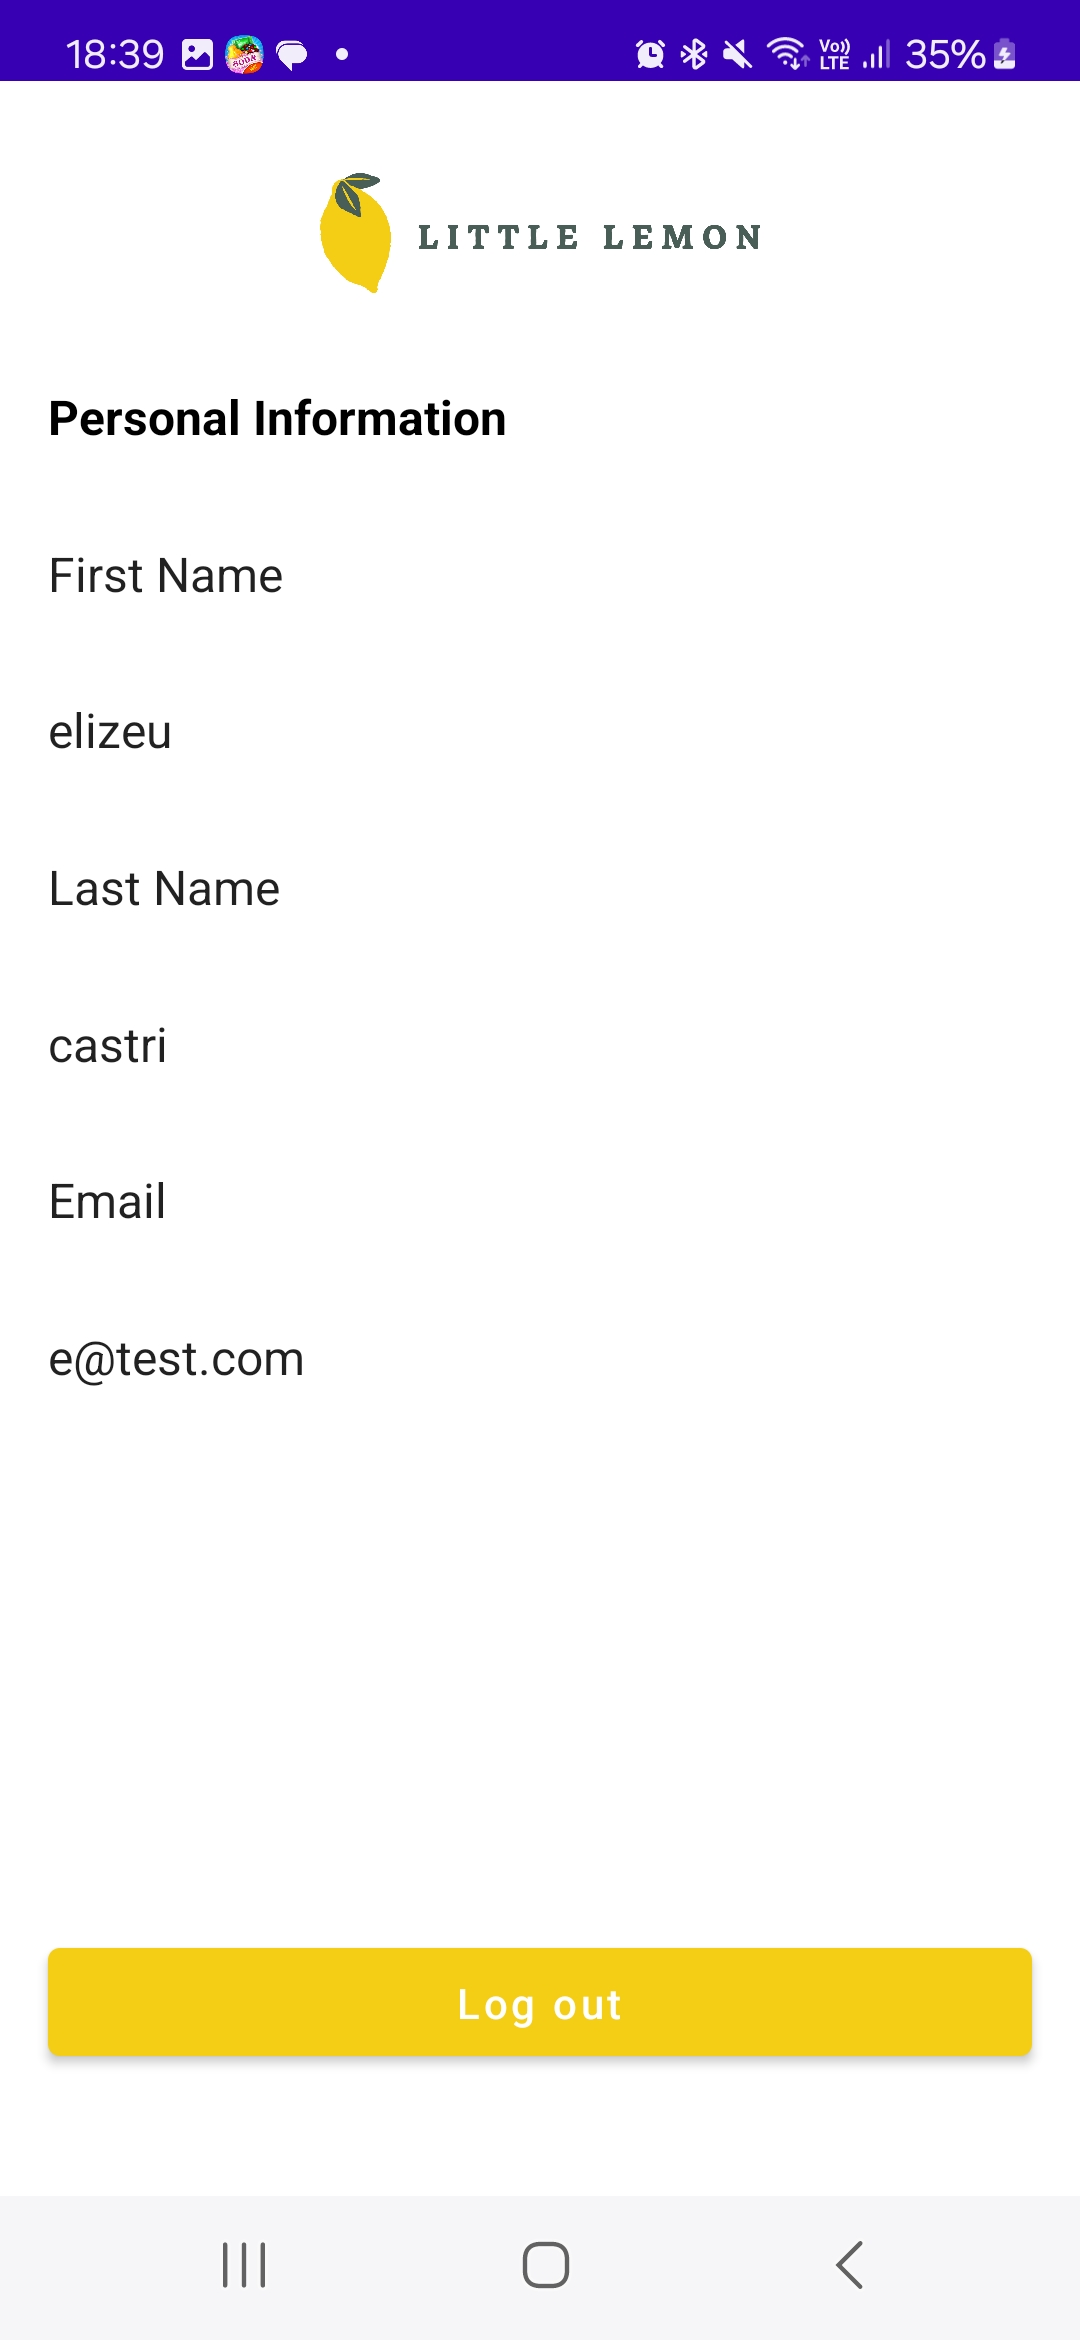 18:39 Vo)) LTE 35%
LITTLE LEMON
Personal Information
First Name
elizeu
Last Name
castri
Email
e@test.com
Log out